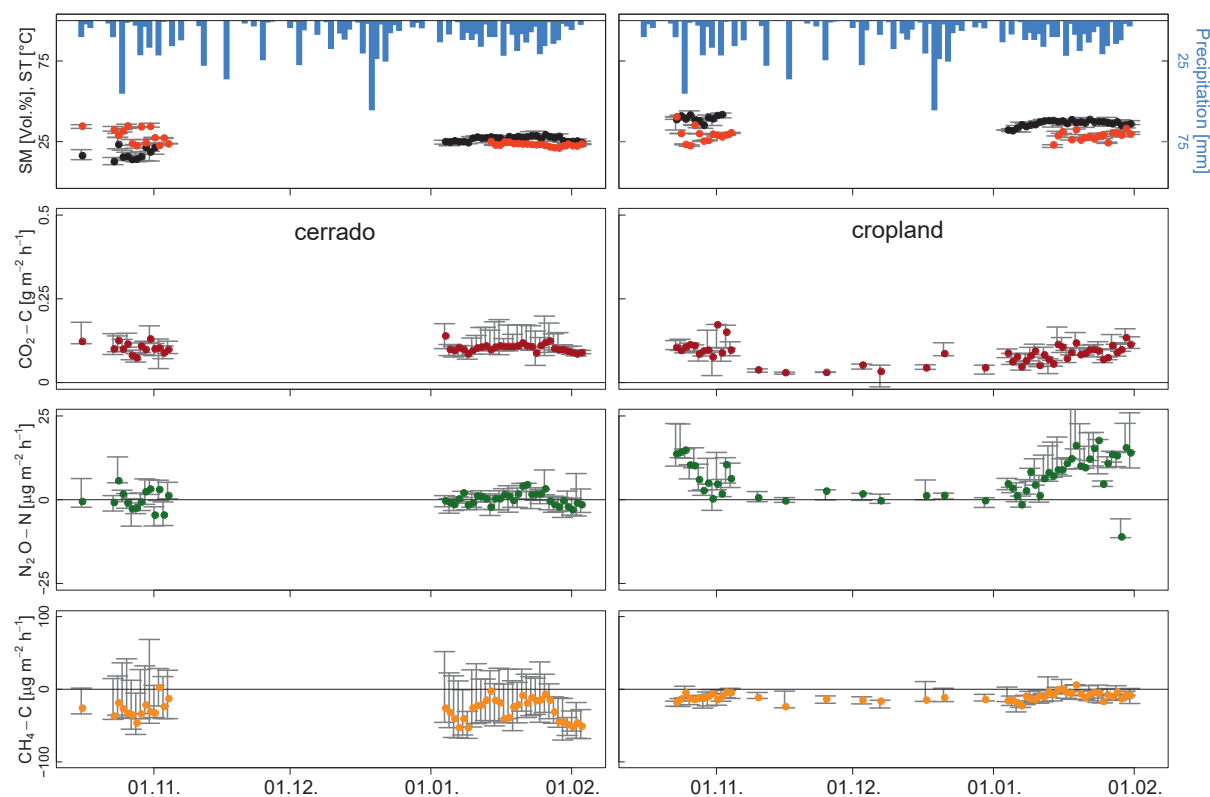 SM [Vol.%], ST [°C]
75
25
25
75
Precipitation [mm]
CO₂−C [g m⁻² h⁻¹]
0.5
0.25
0
cerrado
cropland
N₂O−N [µg m⁻² h⁻¹]
25
0
−25
CH₄−C [µg m⁻² h⁻¹]
100
0
−100
01.11. 01.12. 01.01. 01.02. 01.11. 01.12. 01.01. 01.02.